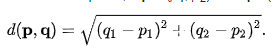 d(p, q) = √((q₁ − p₁)² + (q₂ − p₂)²).